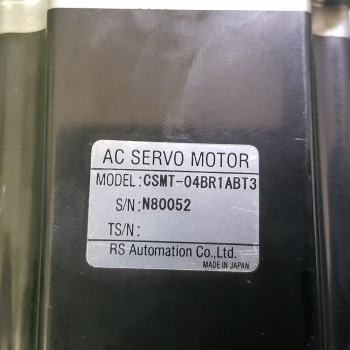 AC SERVO MOTOR
MODEL:CSMT-04BR1ABT3
S/N:N80052
TS/N:
RS Automation Co.,Ltd.
MADE IN JAPAN